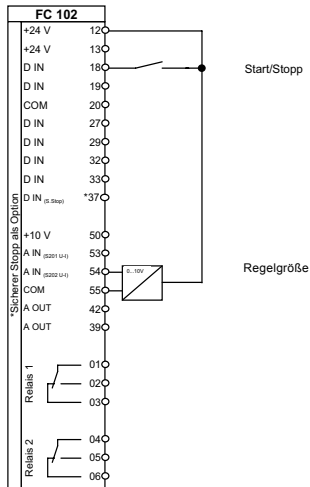 FC 102
+24 V 12
+24 V 13
D IN 18
Start/Stopp
D IN 19
COM 20
D IN 27
D IN 29
D IN 32
D IN 33
D IN (S.Stop) *37
*Sicherer Stopp als Option
+10 V 50
A IN (S201 U-I) 53
A IN (S202 U-I) 54
0...10V
Regelgröße
COM 55
A OUT 42
A OUT 39
Relais 1
01
02
03
Relais 2
04
05
06